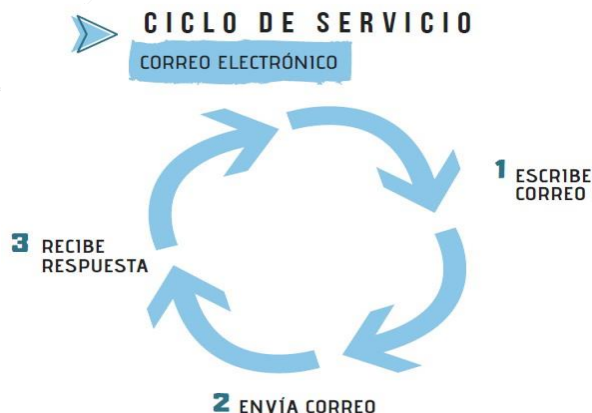 CICLO DE SERVICIO
CORREO ELECTRÓNICO
1 ESCRIBE
CORREO
2 ENVÍA CORREO
3 RECIBE
RESPUESTA